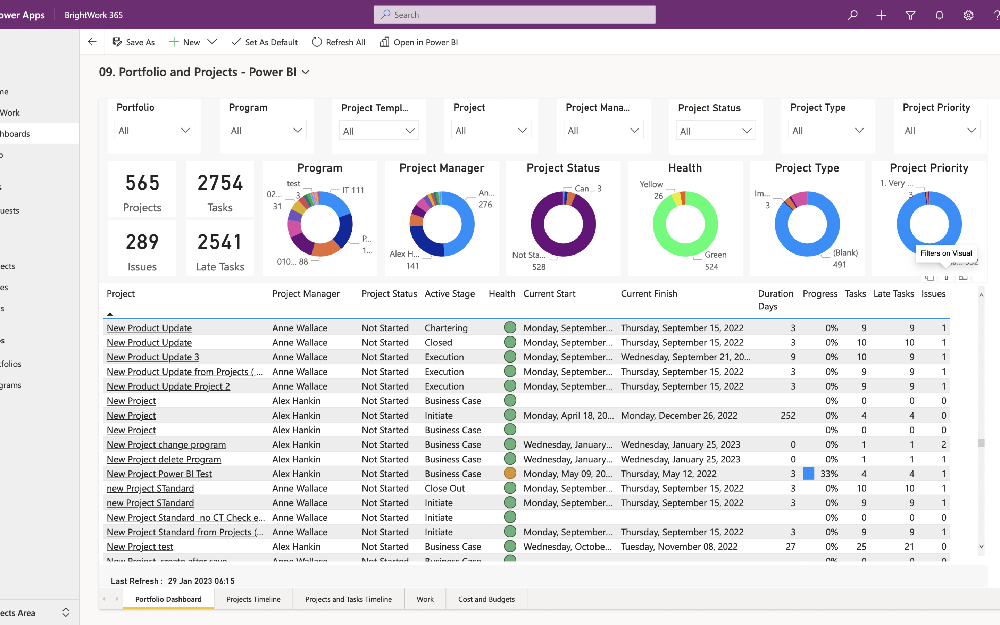 ower Apps BrightWork 365 Search
Save As New Set As Default Refresh All Open in Power BI
09. Portfolio and Projects - Power BI
me
Work
hboards
p
s
uests
ects
es
ks
os
tfolios
grams
ects Area
Portfolio Program Project Templ... Project Project Mana... Project Status Project Type Project Priority
All All All All All All All All
565 Projects
2754 Tasks
289 Issues
2541 Late Tasks
Program
test 3
02... 31
IT 111
P... 1...
010... 88
Project Manager
An... 276
Alex H... 141
Project Status
Can... 3
Not Sta... 528
Health
Yellow 26
Green 524
Project Type
Im... 3
(Blank) 491
Project Priority
1. Very ... 3
Filters on Visual
Project Project Manager Project Status Active Stage Health Current Start Current Finish Duration Days Progress Tasks Late Tasks Issues
New Product Update Anne Wallace Not Started Chartering Monday, September... Thursday, September 15, 2022 3 0% 9 9 1
New Product Update Anne Wallace Not Started Closed Monday, September... Thursday, September 15, 2022 3 0% 10 10 1
New Product Update 3 Anne Wallace Not Started Execution Monday, September... Wednesday, September 21, 20... 9 0% 10 9 1
New Product Update from Projects ( ... Anne Wallace Not Started Execution Monday, September... Thursday, September 15, 2022 3 0% 9 9 1
New Product Update Project 2 Anne Wallace Not Started Execution Monday, September... Thursday, September 15, 2022 3 0% 9 9 1
New Project Alex Hankin Not Started Business Case 0% 0 0 0
New Project Alex Hankin Not Started Initiate Monday, April 18, 20... Monday, December 26, 2022 252 0% 4 4 0
New Project Alex Hankin Not Started Business Case 0% 0 0 0
New Project change program Alex Hankin Not Started Business Case Wednesday, January... Wednesday, January 25, 2023 0 0% 1 1 2
New Project delete Program Alex Hankin Not Started Business Case Wednesday, January... Wednesday, January 25, 2023 0 0% 1 1 1
New Project Power BI Test Alex Hankin Not Started Business Case Monday, May 09, 20... Thursday, May 12, 2022 3 33% 4 4 1
new Project STandard Anne Wallace Not Started Close Out Monday, September... Thursday, September 15, 2022 3 0% 10 10 1
new Project STandard Anne Wallace Not Started Initiate Monday, September... Thursday, September 15, 2022 3 0% 9 9 1
New Project Standard no CT Check e... Anne Wallace Not Started Initiate 0% 0 0 0
New Project Standard from Projects (... Anne Wallace Not Started Initiate Monday, September... Thursday, September 15, 2022 3 0% 9 9 1
New Project test Alex Hankin Not Started Business Case Wednesday, Octobe... Tuesday, November 08, 2022 27 0% 25 21 0
New Project create after save Anne Wallace Not Started Business Case 0% 0 0 0
Last Refresh : 29 Jan 2023 06:15
Portfolio Dashboard Projects Timeline Projects and Tasks Timeline Work Cost and Budgets